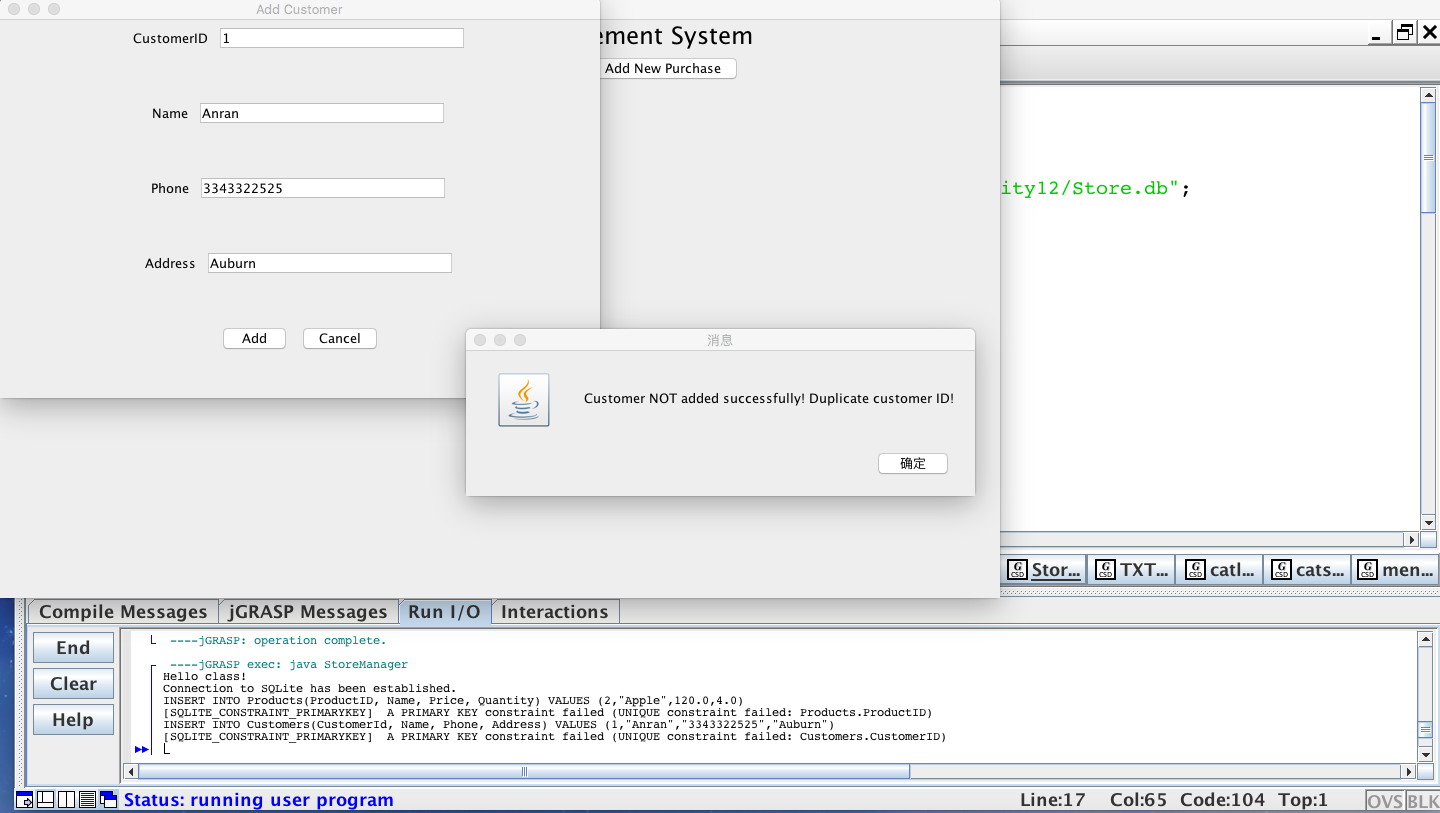 Add Customer
CustomerID 1
Name Anran
Phone 3343322525
Address Auburn
Add Cancel
ement System
Add New Purchase
ity12/Store.db";
消息
Customer NOT added successfully! Duplicate customer ID!
确定
G CSD Stor... G CSD TXT... G CSD catl... G CSD cats... G CSD men...
Compile Messages jGRASP Messages Run I/O Interactions
End
Clear
Help
----jGRASP: operation complete.
----jGRASP exec: java StoreManager
Hello class!
Connection to SQLite has been established.
INSERT INTO Products(ProductID, Name, Price, Quantity) VALUES (2,"Apple",120.0,4.0)
[SQLITE_CONSTRAINT_PRIMARYKEY]  A PRIMARY KEY constraint failed (UNIQUE constraint failed: Products.ProductID)
INSERT INTO Customers(CustomerId, Name, Phone, Address) VALUES (1,"Anran","3343322525","Auburn")
[SQLITE_CONSTRAINT_PRIMARYKEY]  A PRIMARY KEY constraint failed (UNIQUE constraint failed: Customers.CustomerID)
Status: running user program Line:17 Col:65 Code:104 Top:1 OVS BLK